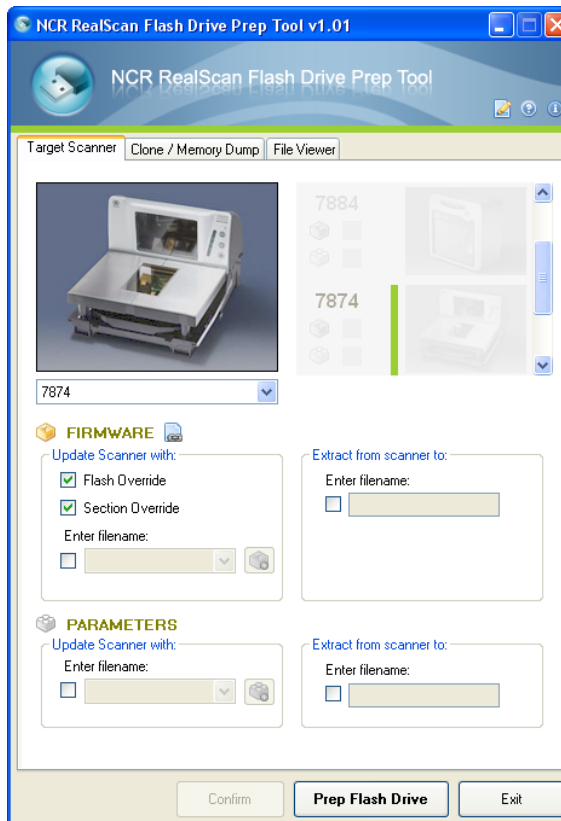 NCR RealScan Flash Drive Prep Tool v1.01
NCR RealScan Flash Drive Prep Tool
Target Scanner
Clone / Memory Dump
File Viewer
7884
7874
7874
FIRMWARE
Update Scanner with:
Flash Override
Section Override
Enter filename:
Extract from scanner to:
Enter filename:
PARAMETERS
Update Scanner with:
Enter filename:
Extract from scanner to:
Enter filename:
Confirm
Prep Flash Drive
Exit